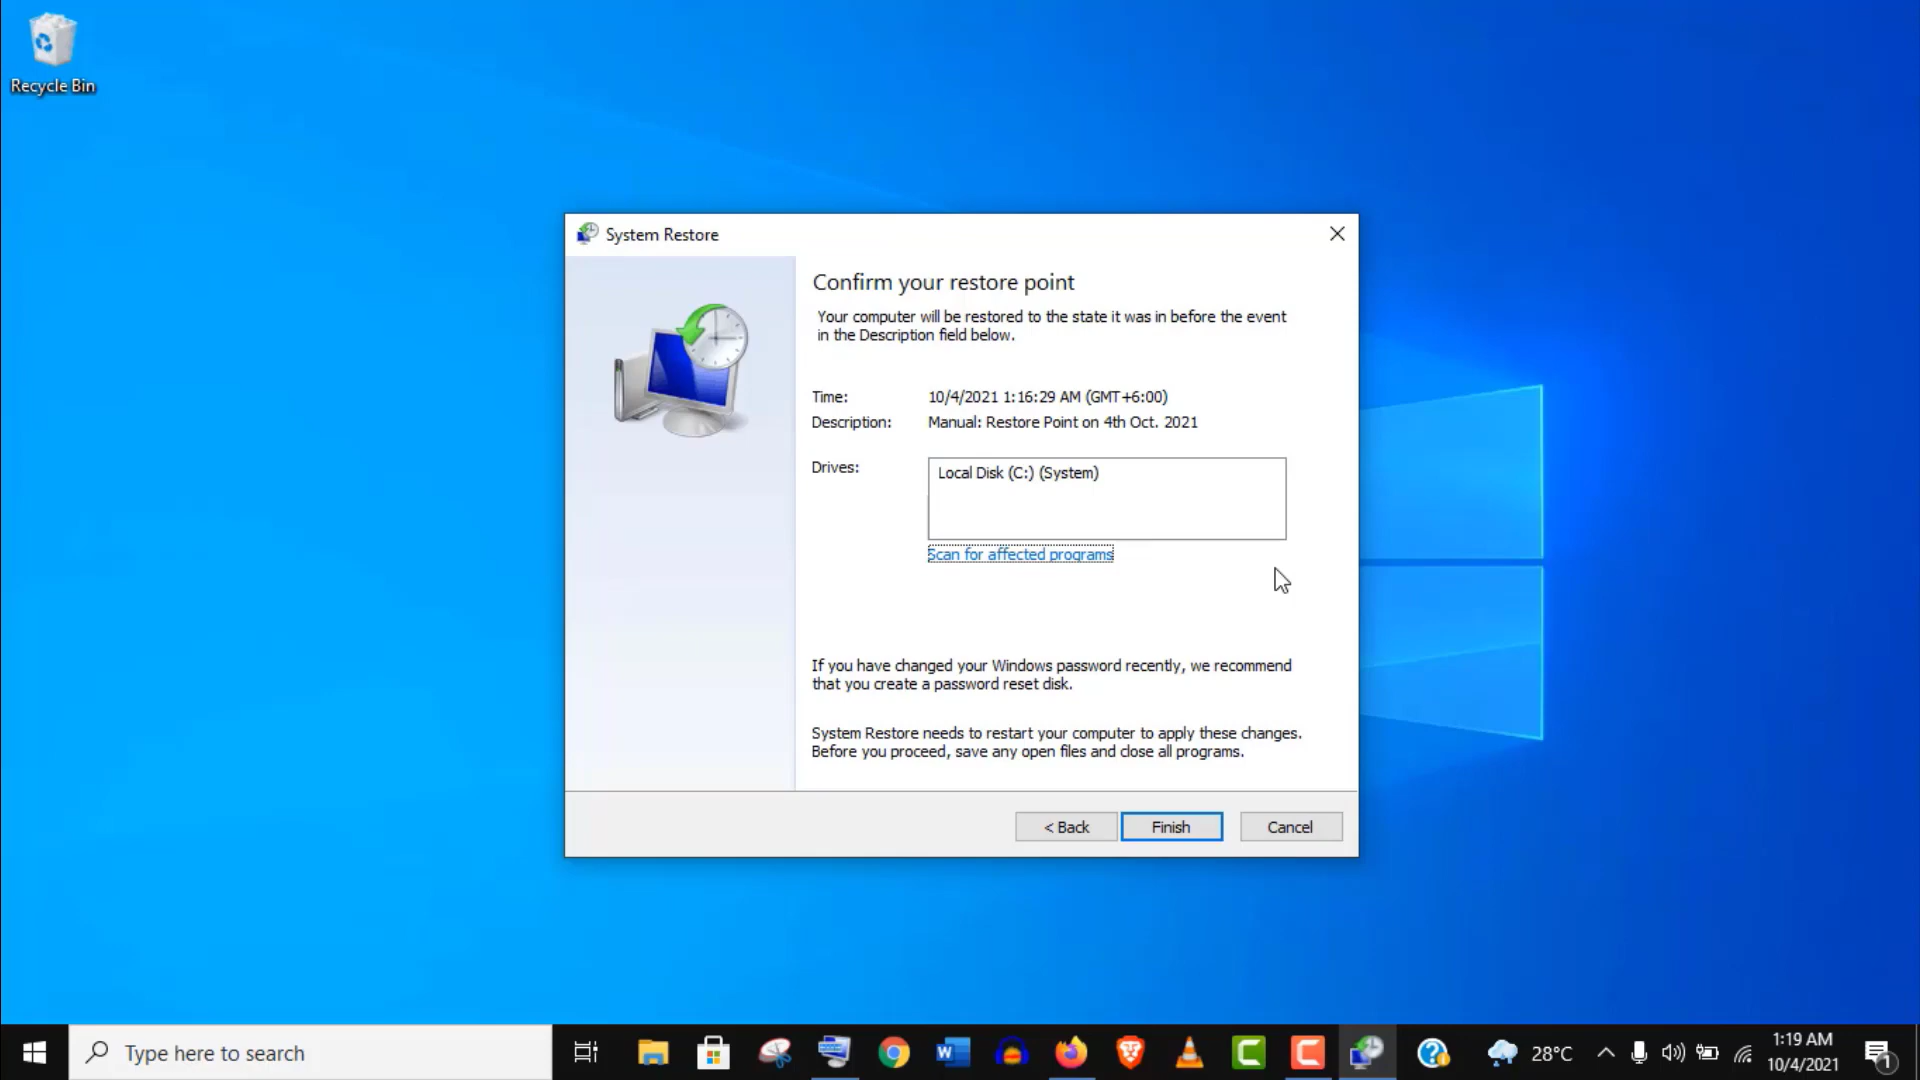 Recycle Bin
System Restore
Confirm your restore point
Your computer will be restored to the state it was in before the event
in the Description field below.
Time: 10/4/2021 1:16:29 AM (GMT+6:00)
Description: Manual: Restore Point on 4th Oct. 2021
Drives: Local Disk (C:) (System)
Scan for affected programs
If you have changed your Windows password recently, we recommend
that you create a password reset disk.
System Restore needs to restart your computer to apply these changes.
Before you proceed, save any open files and close all programs.
< Back Finish Cancel
Type here to search
W
28°C
1:19 AM
10/4/2021
1